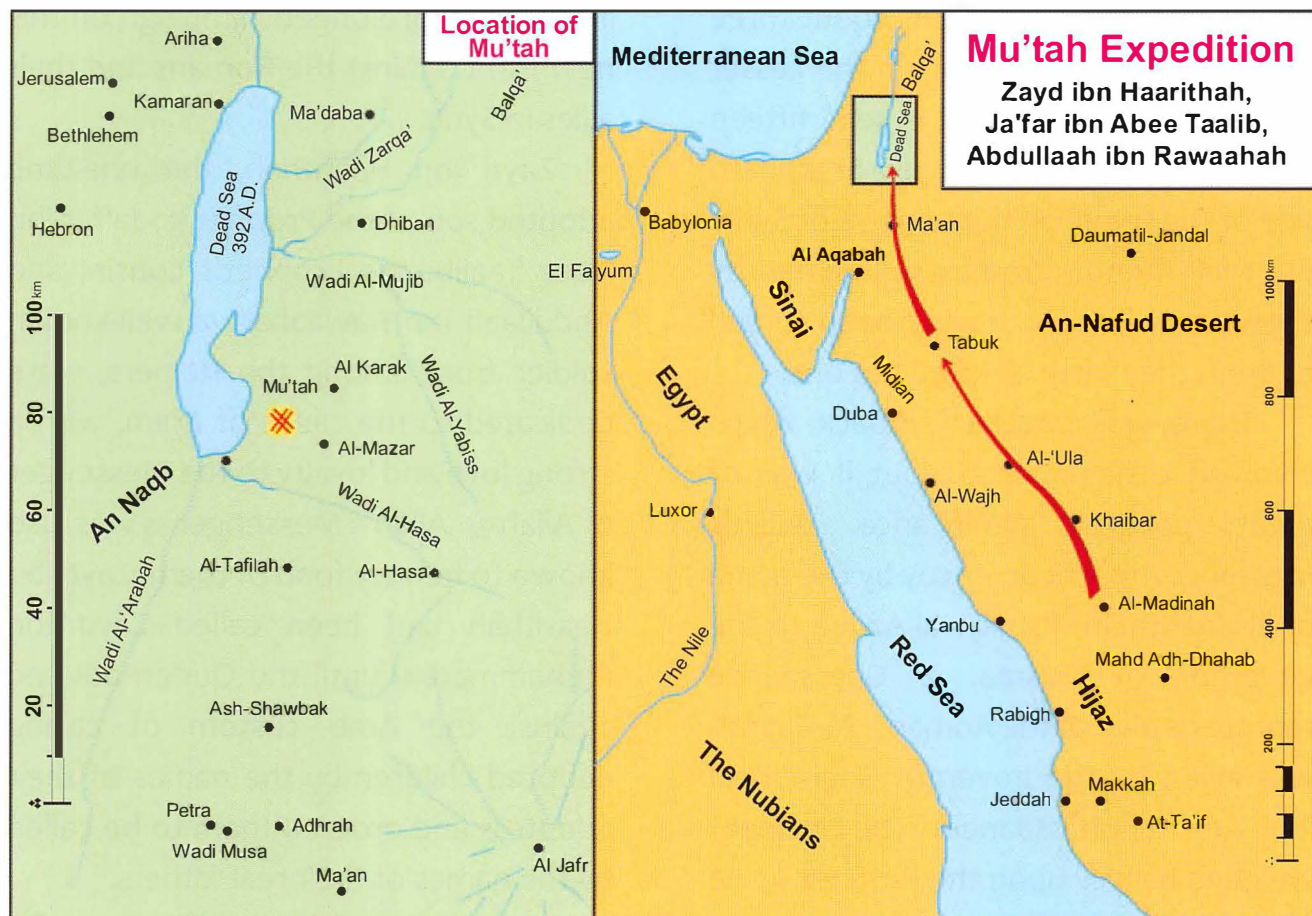 Location of
Mu’tah
Ariha
Jerusalem
Kamaran
Bethlehem
Ma’daba
Balqa’
Wadi Zarqa’
Dead Sea
392 A.D.
Hebron
Dhiban
Wadi Al-Mujib
100 km
Mu’tah
Al Karak
Wadi Al-Yabiss
80
Al-Mazar
An Naqb
Wadi Al-Hasa
60
Al-Tafilah
Al-Hasa
Wadi Al-‘Arabah
40
20
Ash-Shawbak
Petra
Adhrah
Wadi Musa
Al Jafr
Ma’an
Mu’tah Expedition
Zayd ibn Haarithah,
Ja'far ibn Abee Taalib,
Abdullaah ibn Rawaahah
Mediterranean Sea
Balqa’
Dead Sea
Babylonia
Ma’an
Daumatil-Jandal
El Faiyum
Al Aqabah
Sinai
1000 km
An-Nafud Desert
Tabuk
Egypt
Midian
Duba
800
Al-‘Ula
Al-Wajh
Luxor
Khaibar
600
Al-Madinah
Yanbu
400
The Nile
Red Sea
Mahd Adh-Dhahab
Hijaz
Rabigh
200
The Nubians
Jeddah
Makkah
At-Ta’if